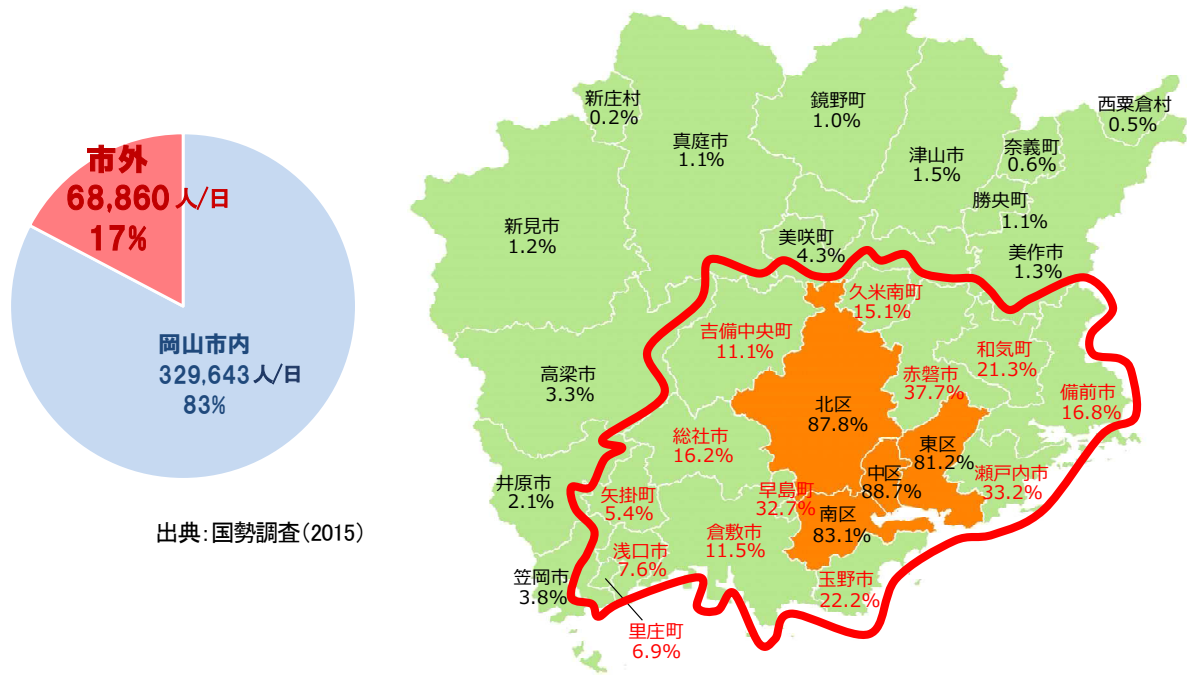 市外
68,860人/日
17%
岡山市内
329,643人/日
83%
出典:国勢調査(2015)
新庄村
0.2%
真庭市
1.1%
鏡野町
1.0%
津山市
1.5%
奈義町
0.6%
西粟倉村
0.5%
勝央町
1.1%
美作市
1.3%
新見市
1.2%
美咲町
4.3%
久米南町
15.1%
吉備中央町
11.1%
和気町
21.3%
赤磐市
37.7%
備前市
16.8%
高梁市
3.3%
北区
87.8%
総社市
16.2%
東区
81.2%
中区
88.7%
瀬戸内市
33.2%
井原市
2.1%
矢掛町
5.4%
早島町
32.7%
南区
83.1%
倉敷市
11.5%
浅口市
7.6%
笠岡市
3.8%
玉野市
22.2%
里庄町
6.9%